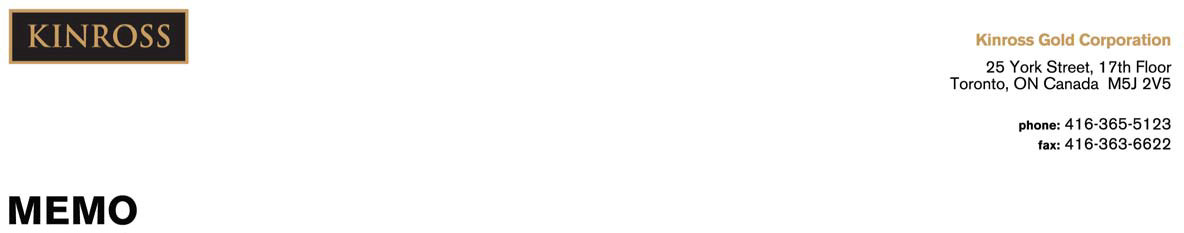 KINROSS
Kinross Gold Corporation
25 York Street, 17th Floor
Toronto, ON Canada  M5J 2V5
phone: 416-365-5123
fax: 416-363-6622
MEMO